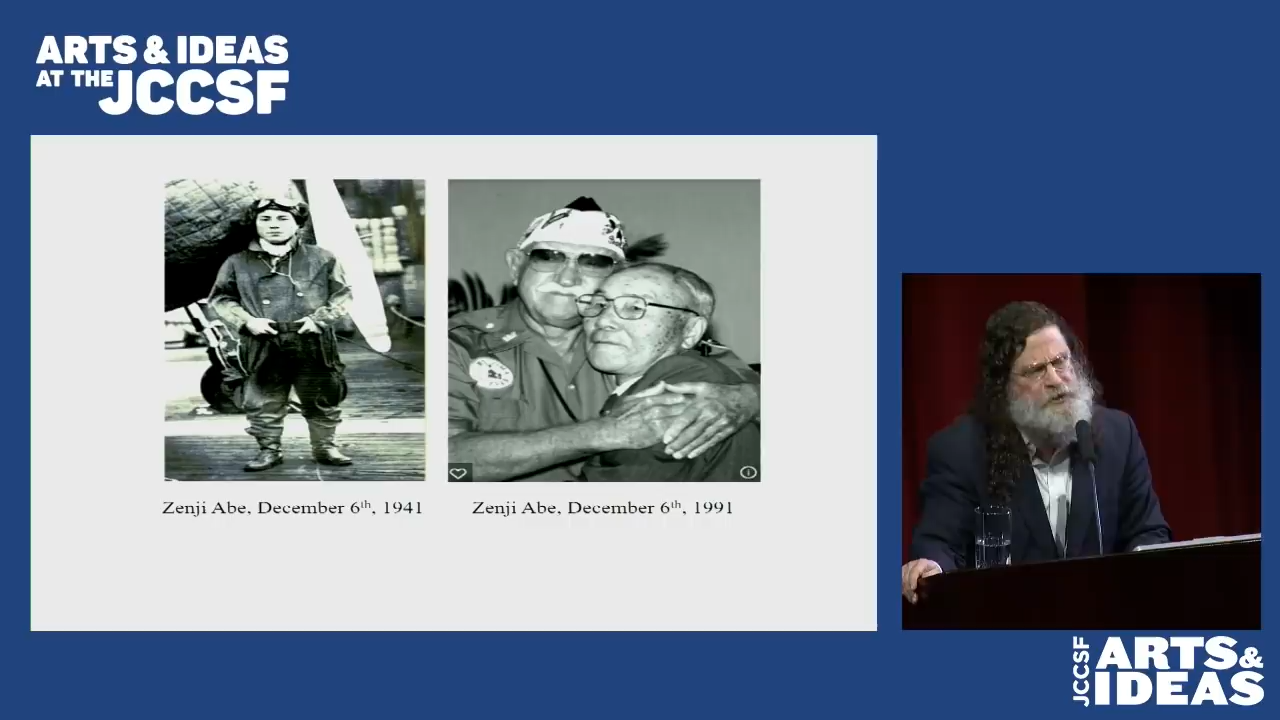 ARTS & IDEAS
AT THE JCCSF
Zenji Abe, December 6th, 1941
Zenji Abe, December 6th, 1991
JCCSF ARTS &
IDEAS